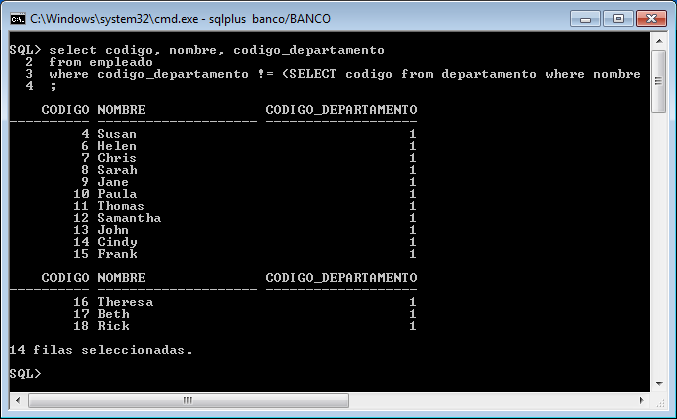 C:\Windows\system32\cmd.exe - sqlplus banco/BANCO
SQL> select codigo, nombre, codigo_departamento
2 from empleado
3 where codigo_departamento != (SELECT codigo from departamento where nombre
4 ;
CODIGO NOMBRE CODIGO_DEPARTAMENTO
---------- -------------------- -------------------
4 Susan 1
6 Helen 1
7 Chris 1
8 Sarah 1
9 Jane 1
10 Paula 1
11 Thomas 1
12 Samantha 1
13 John 1
14 Cindy 1
15 Frank 1
CODIGO NOMBRE CODIGO_DEPARTAMENTO
---------- -------------------- -------------------
16 Theresa 1
17 Beth 1
18 Rick 1
14 filas seleccionadas.
SQL>